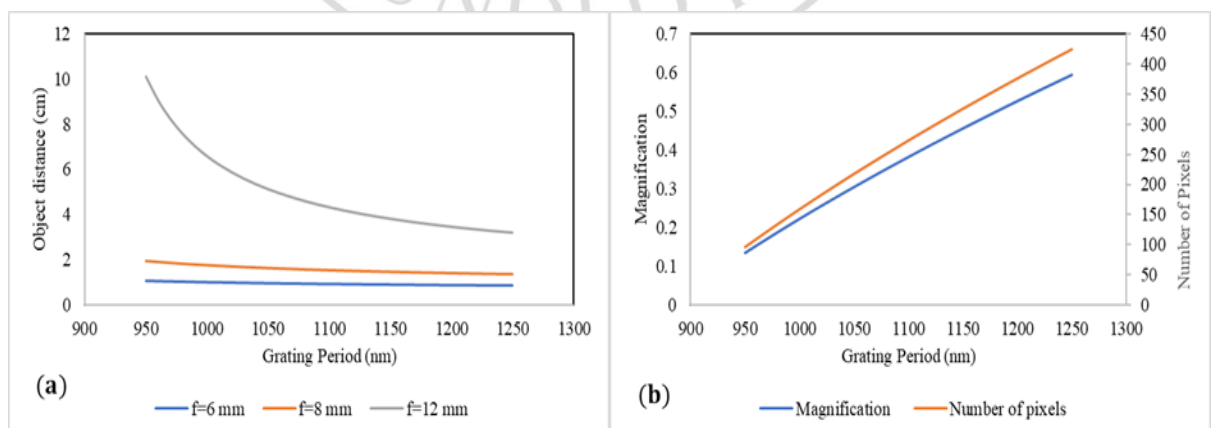 12
10
8
6
4
2
0
900 950 1000 1050 1100 1150 1200 1250 1300
Object distance (cm)
Grating Period (nm)
(a)
f=6 mm f=8 mm f=12 mm
0.7
0.6
0.5
0.4
0.3
0.2
0.1
0
450
400
350
300
250
200
150
100
50
0
900 950 1000 1050 1100 1150 1200 1250 1300
Magnification
Number of Pixels
Grating Period (nm)
(b)
Magnification Number of pixels